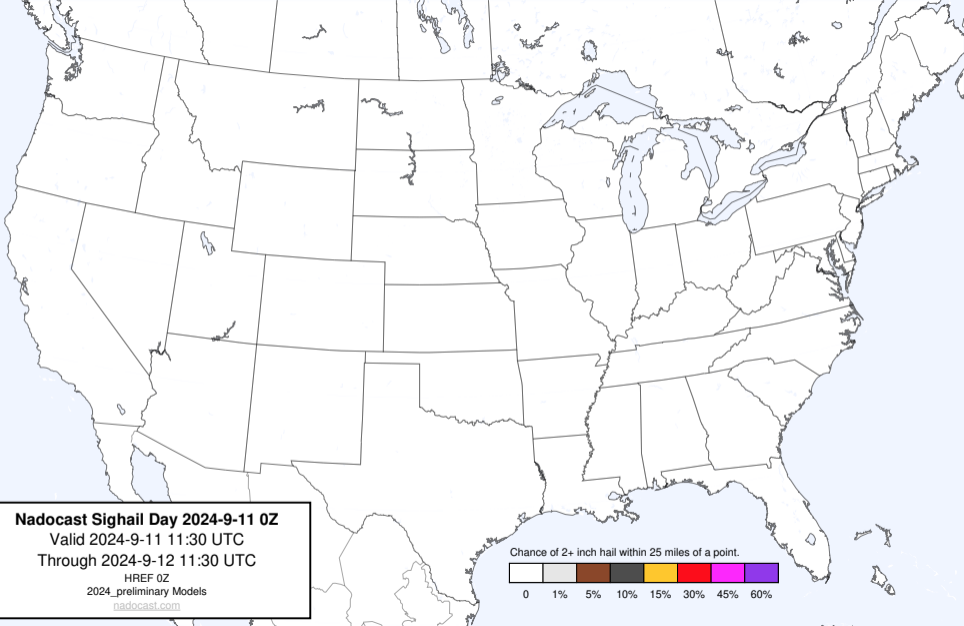 Nadocast Sighail Day 2024-9-11 0Z
Valid 2024-9-11 11:30 UTC
Through 2024-9-12 11:30 UTC
HREF 0Z
2024_preliminary Models
nadocast.com
Chance of 2+ inch hail within 25 miles of a point.
0 1% 5% 10% 15% 30% 45% 60%